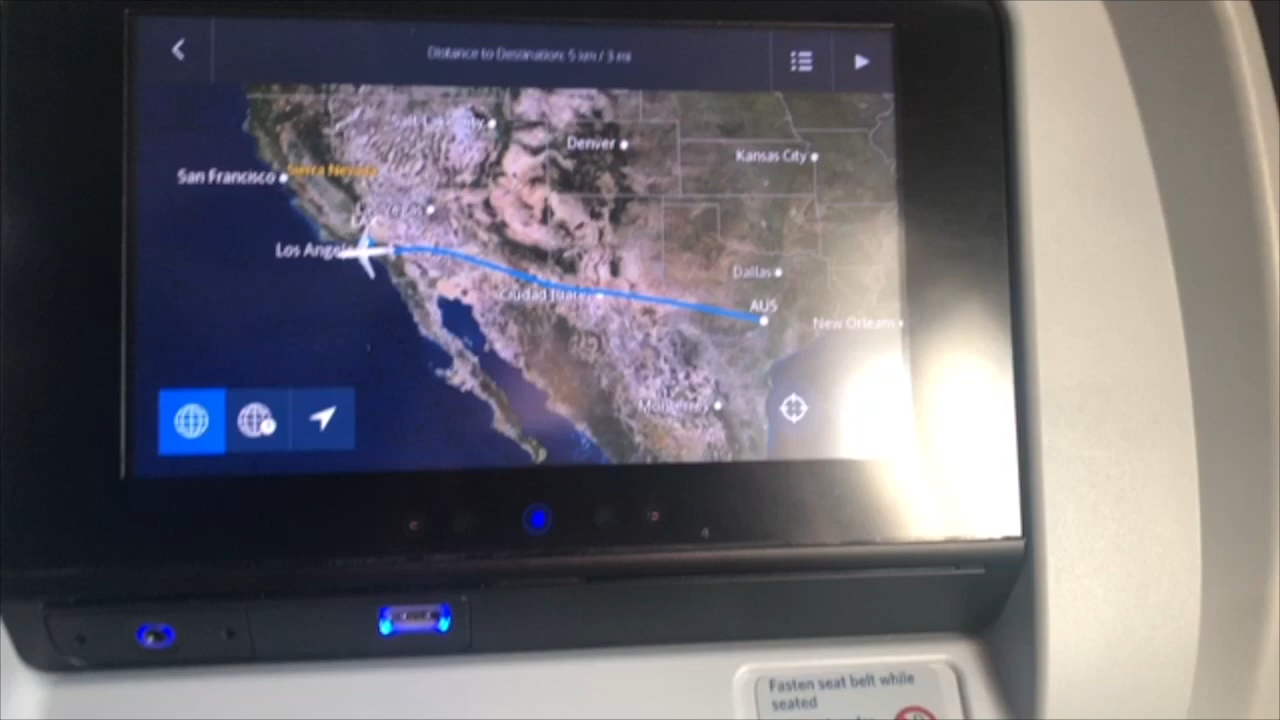 Distance to Destination: 5 km / 3 mi
Denver
Kansas City
San Francisco
Sierra Nevada
Los Angele
Dallas
Ciudad Juarez
AUS
New Orleans
Monterrey
Fasten seat belt while
seated